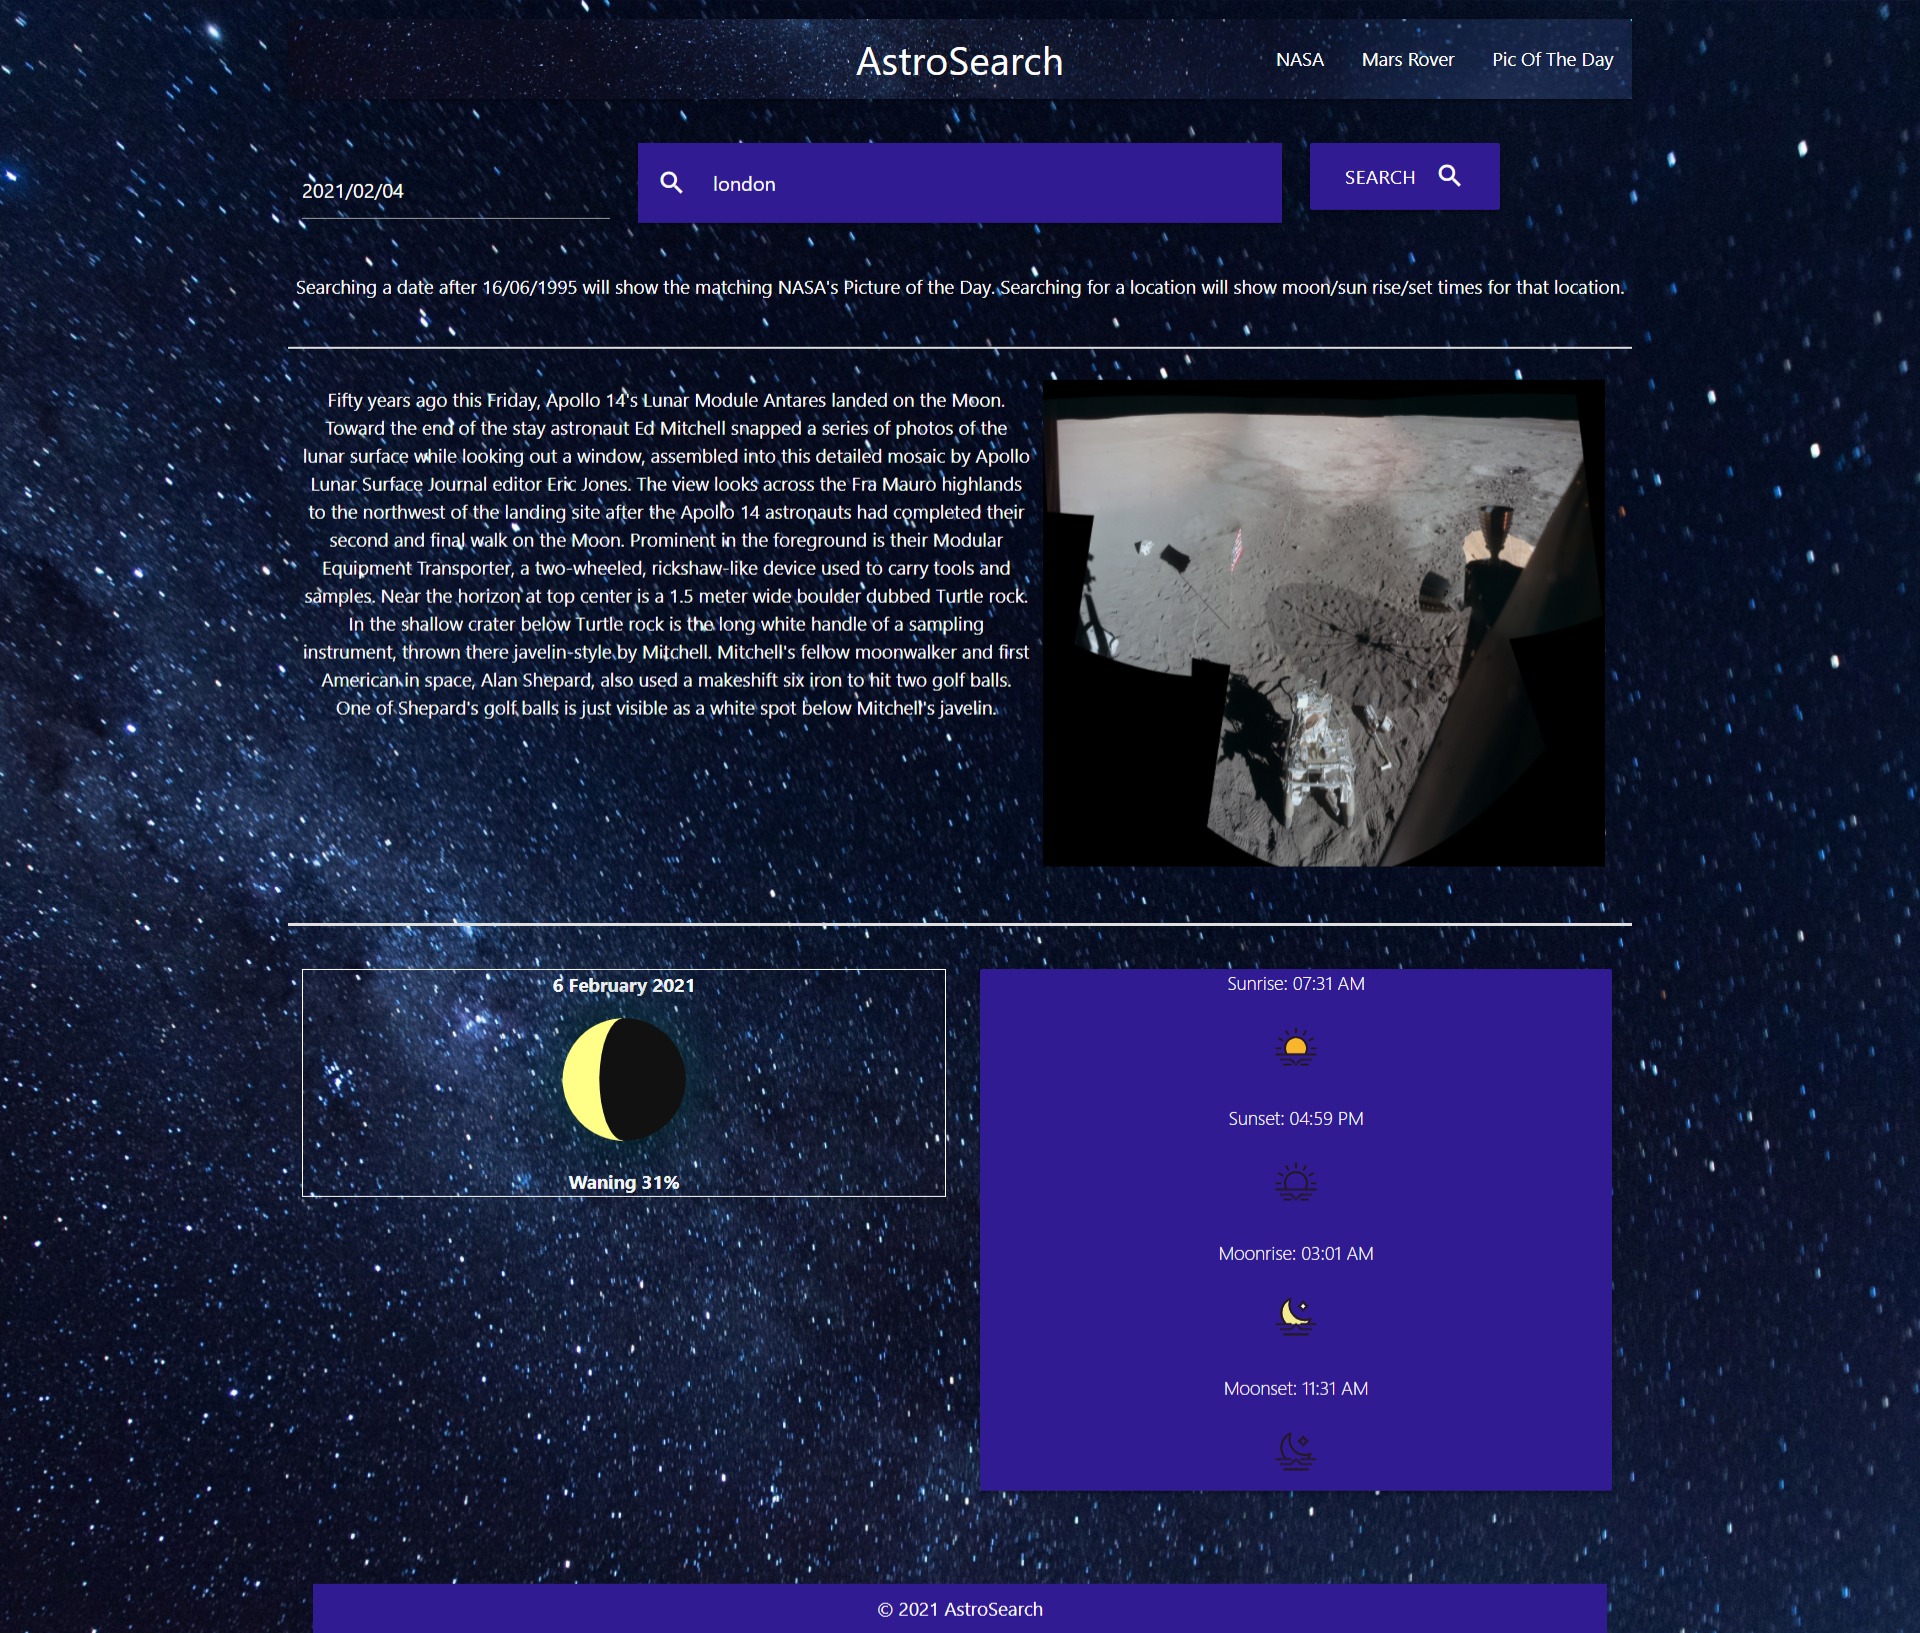 AstroSearch
NASA Mars Rover Pic Of The Day
2021/02/04
london
SEARCH
Searching a date after 16/06/1995 will show the matching NASA's Picture of the Day. Searching for a location will show moon/sun rise/set times for that location.
Fifty years ago this Friday, Apollo 14's Lunar Module Antares landed on the Moon.
Toward the end of the stay astronaut Ed Mitchell snapped a series of photos of the
lunar surface while looking out a window, assembled into this detailed mosaic by Apollo
Lunar Surface Journal editor Eric Jones. The view looks across the Fra Mauro highlands
to the northwest of the landing site after the Apollo 14 astronauts had completed their
second and final walk on the Moon. Prominent in the foreground is their Modular
Equipment Transporter, a two-wheeled, rickshaw-like device used to carry tools and
samples. Near the horizon at top center is a 1.5 meter wide boulder dubbed Turtle rock.
In the shallow crater below Turtle rock is the long white handle of a sampling
instrument, thrown there javelin-style by Mitchell. Mitchell's fellow moonwalker and first
American in space, Alan Shepard, also used a makeshift six iron to hit two golf balls.
One of Shepard's golf balls is just visible as a white spot below Mitchell's javelin.
6 February 2021
Waning 31%
Sunrise: 07:31 AM
Sunset: 04:59 PM
Moonrise: 03:01 AM
Moonset: 11:31 AM
© 2021 AstroSearch